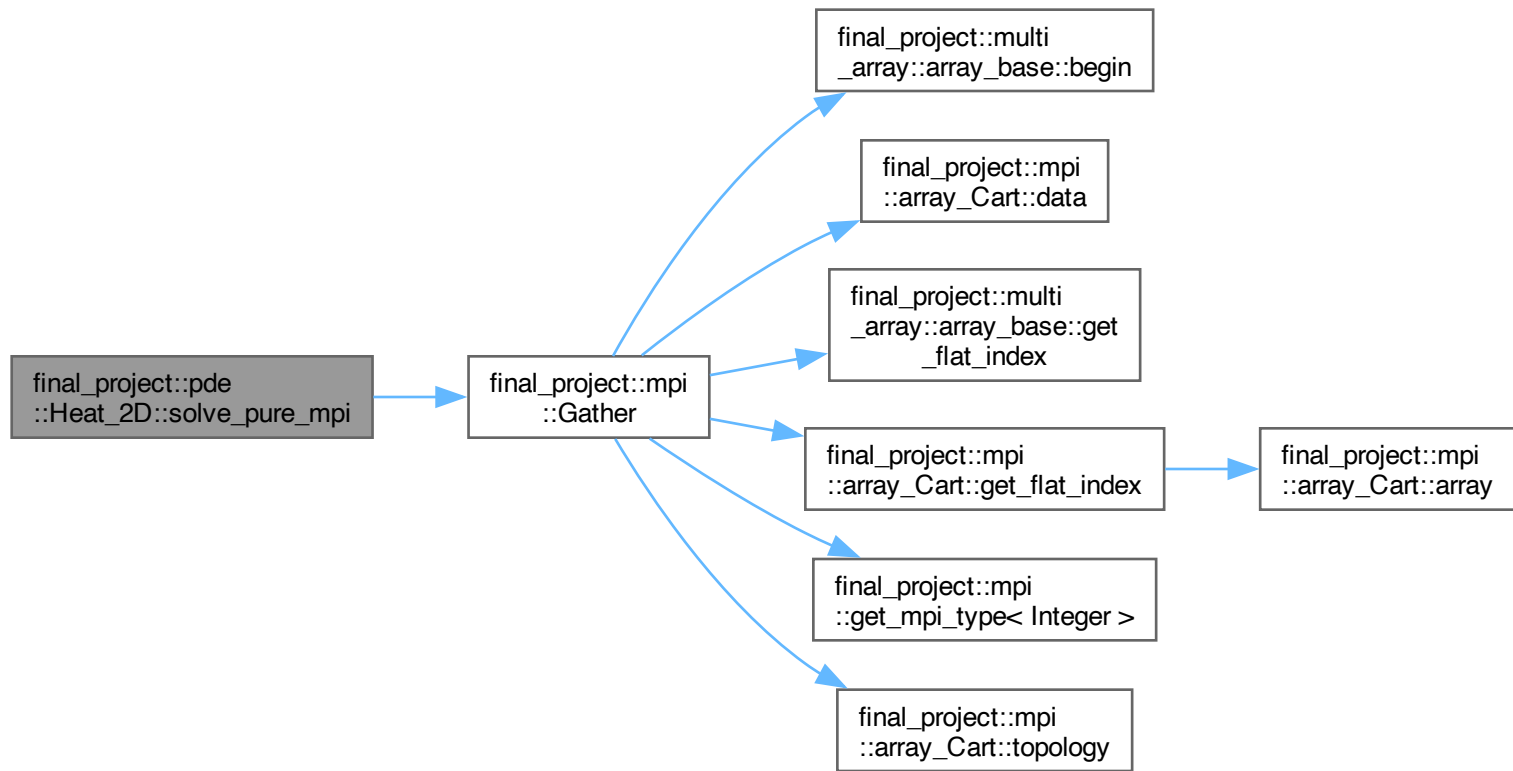 final_project::multi
_array::array_base::begin
final_project::mpi
::array_Cart::data
final_project::multi
_array::array_base::get
_flat_index
final_project::pde
::Heat_2D::solve_pure_mpi
final_project::mpi
::Gather
final_project::mpi
::array_Cart::get_flat_index
final_project::mpi
::array_Cart::array
final_project::mpi
::get_mpi_type< Integer >
final_project::mpi
::array_Cart::topology